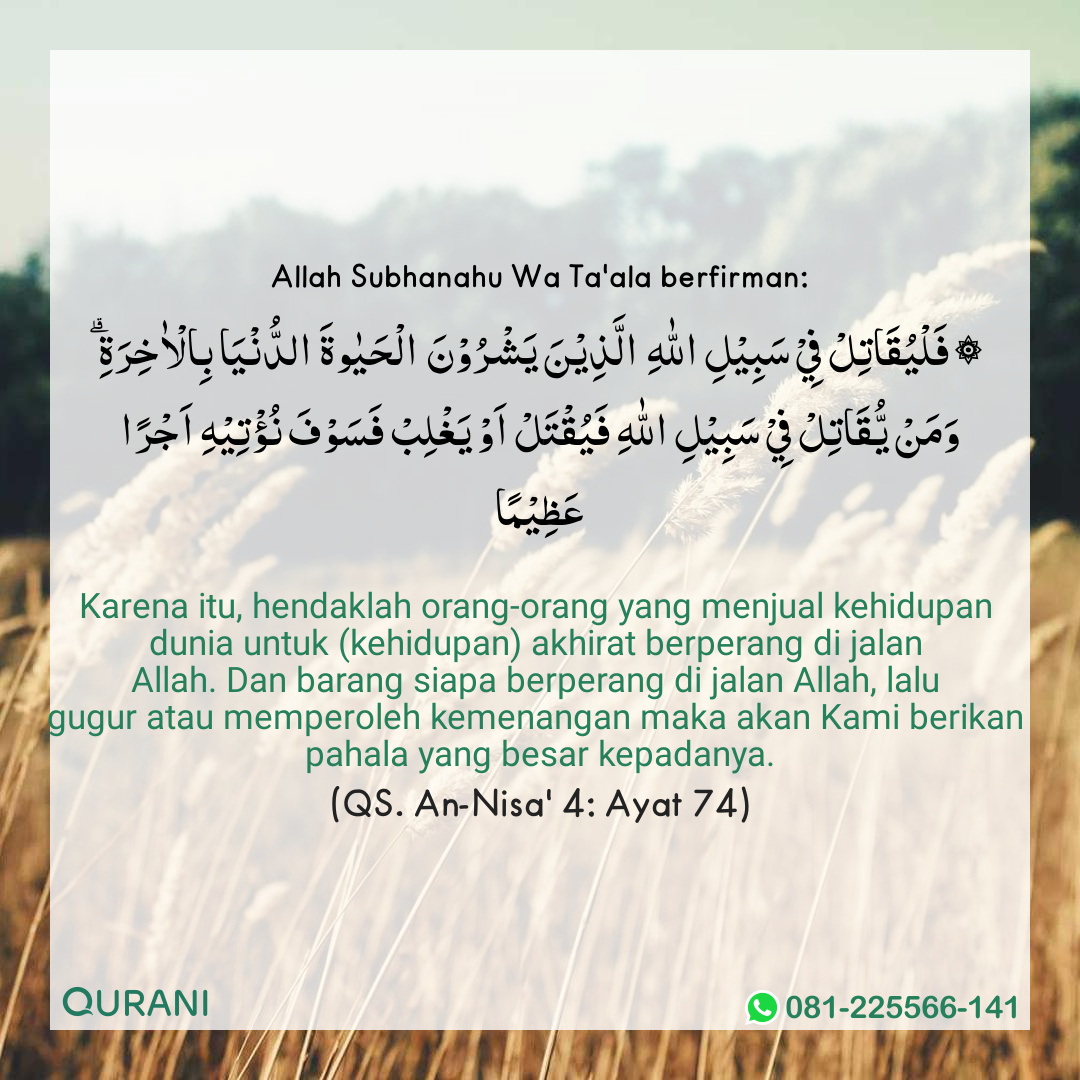 Allah Subhanahu Wa Ta'ala berfirman:
۞ فَلْيُقَاتِلْ فِيْ سَبِيْلِ اللّٰهِ الَّذِيْنَ يَشْرُوْنَ الْحَيٰوةَ الدُّنْيَا بِالْاٰخِرَةِۗ
وَمَنْ يُّقَاتِلْ فِيْ سَبِيْلِ اللّٰهِ فَيُقْتَلْ اَوْ يَغْلِبْ فَسَوْفَ نُؤْتِيْهِ اَجْرًا
عَظِيْمًا
Karena itu, hendaklah orang-orang yang menjual kehidupan
dunia untuk (kehidupan) akhirat berperang di jalan
Allah. Dan barang siapa berperang di jalan Allah, lalu
gugur atau memperoleh kemenangan maka akan Kami berikan
pahala yang besar kepadanya.
(QS. An-Nisa' 4: Ayat 74)
QURANI
081-225566-141